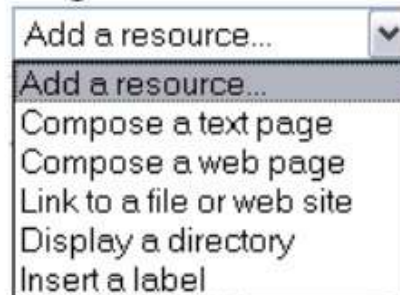 Add a resource...
Add a resource...
Compose a text page
Compose a web page
Link to a file or web site
Display a directory
Insert a label